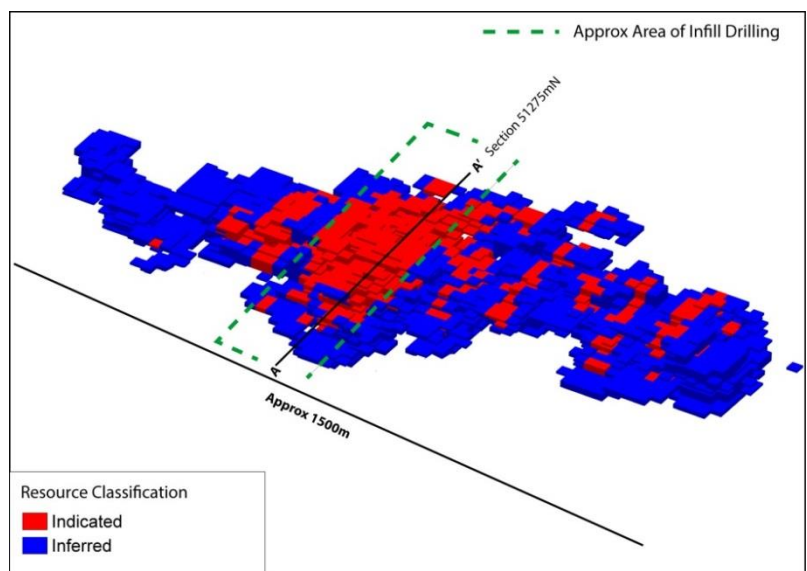 Approx Area of Infill Drilling
A' Section 51275mN
A
Approx 1500m
Resource Classification
Indicated
Inferred